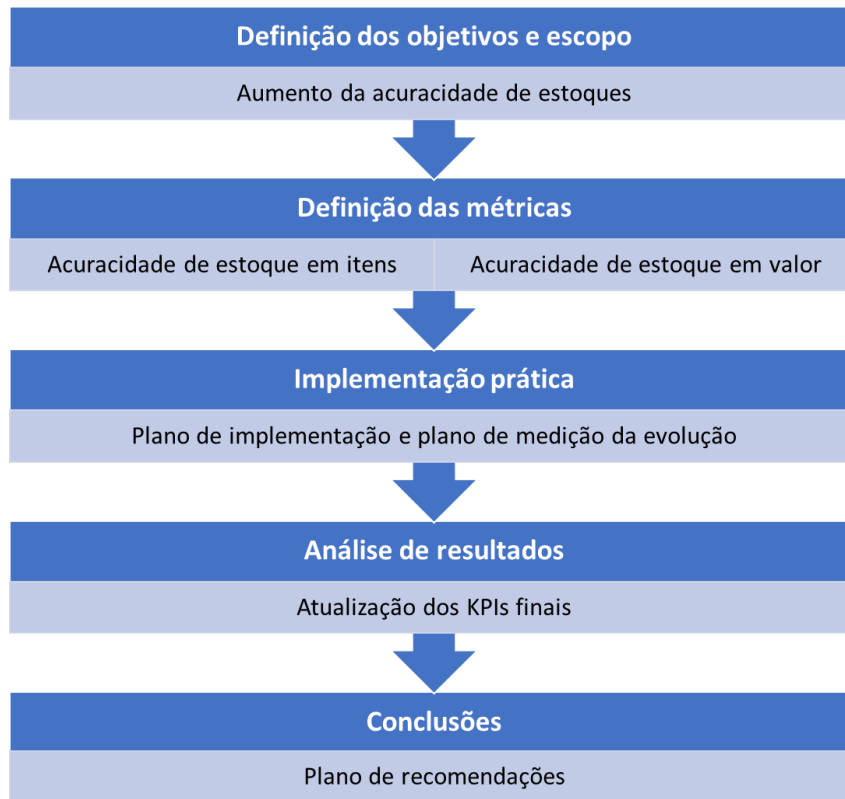 Definição dos objetivos e escopo
Aumento da acuracidade de estoques
Definição das métricas
Acuracidade de estoque em itens
Acuracidade de estoque em valor
Implementação prática
Plano de implementação e plano de medição da evolução
Análise de resultados
Atualização dos KPIs finais
Conclusões
Plano de recomendações